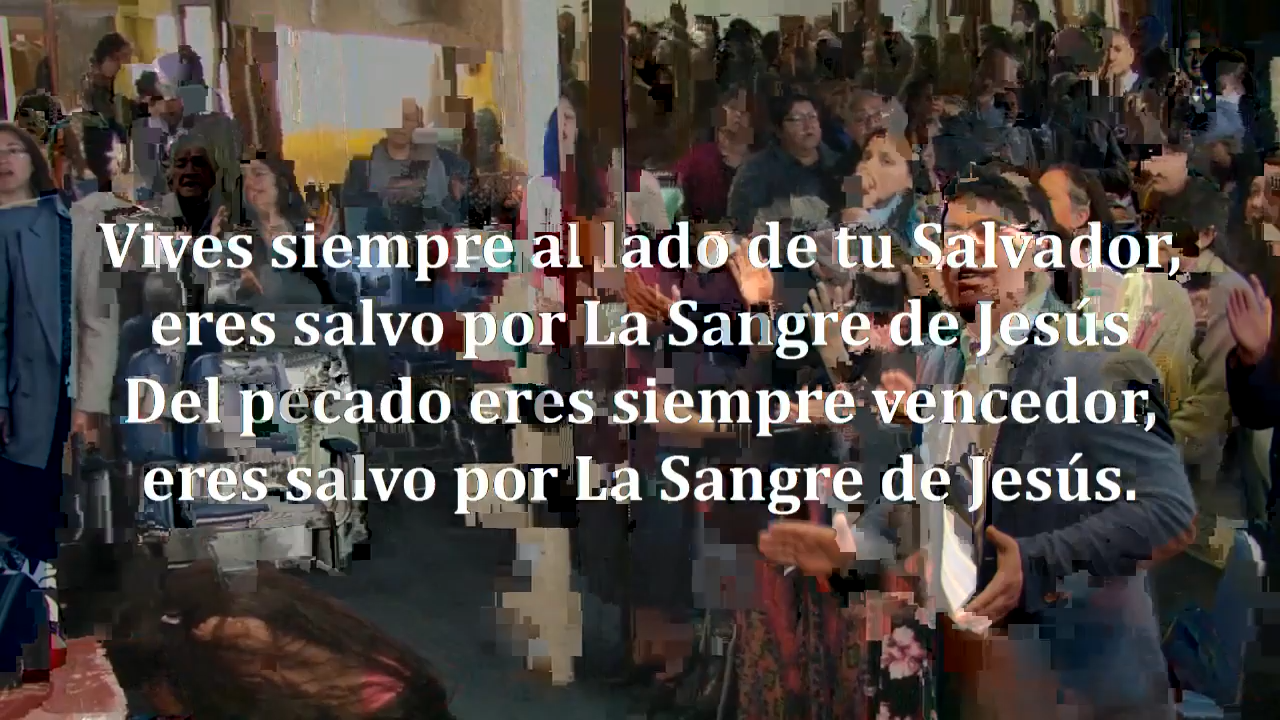 Vives siempre al lado de tu Salvador,
eres salvo por La Sangre de Jesús
Del pecado eres siempre vencedor,
eres salvo por La Sangre de Jesús.